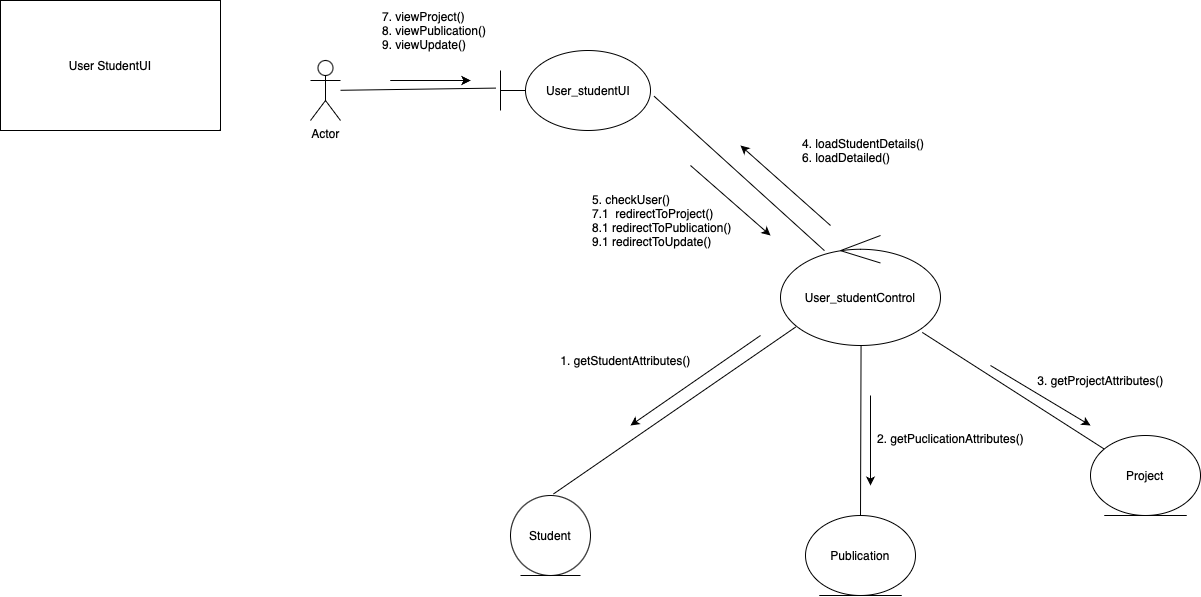 7. viewProject()
8. viewPublication()
9. viewUpdate()
User StudentUI
User_studentUI
Actor
4. loadStudentDetails()
6. loadDetailed()
5. checkUser()
7.1  redirectToProject()
8.1 redirectToPublication()
9.1 redirectToUpdate()
User_studentControl
1. getStudentAttributes()
3. getProjectAttributes()
2. getPuclicationAttributes()
Project
Student
Publication